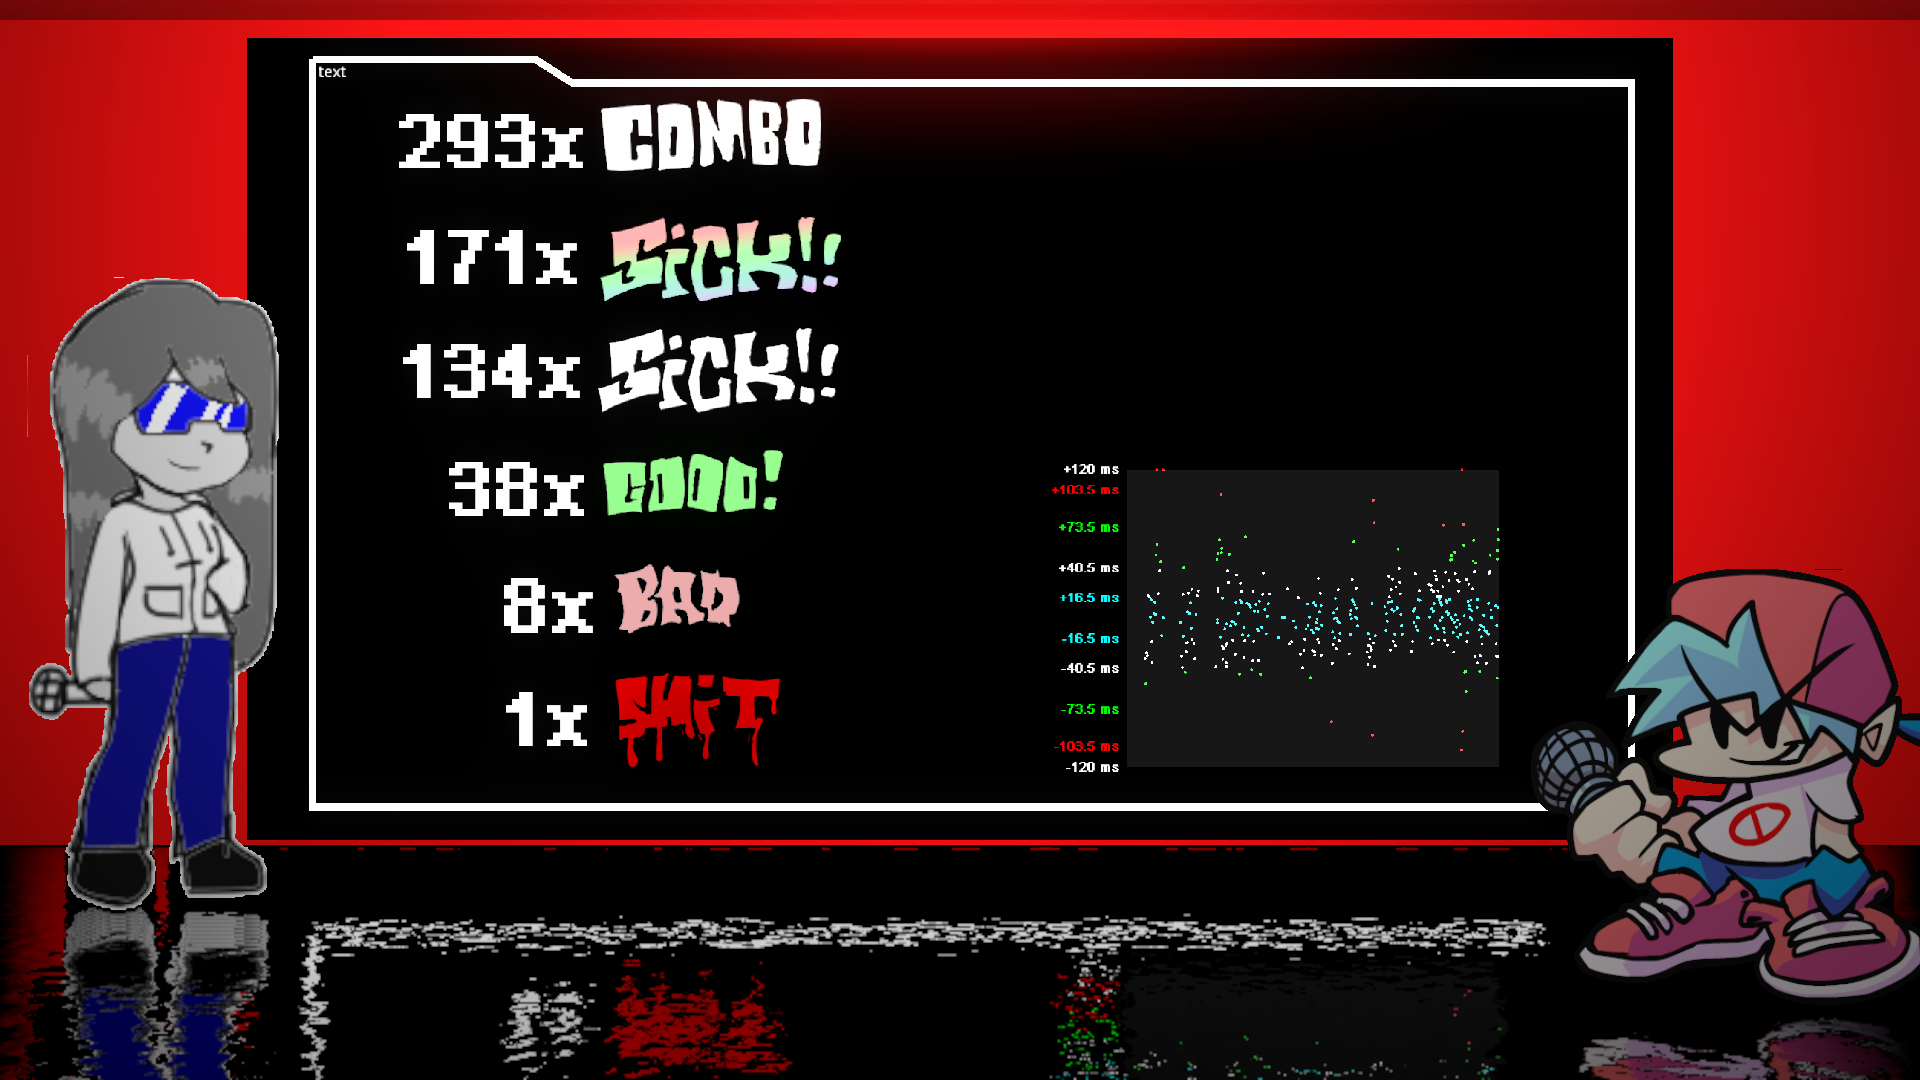 text
293x COMBO
171x SiCK!!
134x SiCK!!
38x GOOD!
8x BAD
1x SHiT
+120 ms
+103.5 ms
+73.5 ms
+40.5 ms
+16.5 ms
-16.5 ms
-40.5 ms
-73.5 ms
-103.5 ms
-120 ms